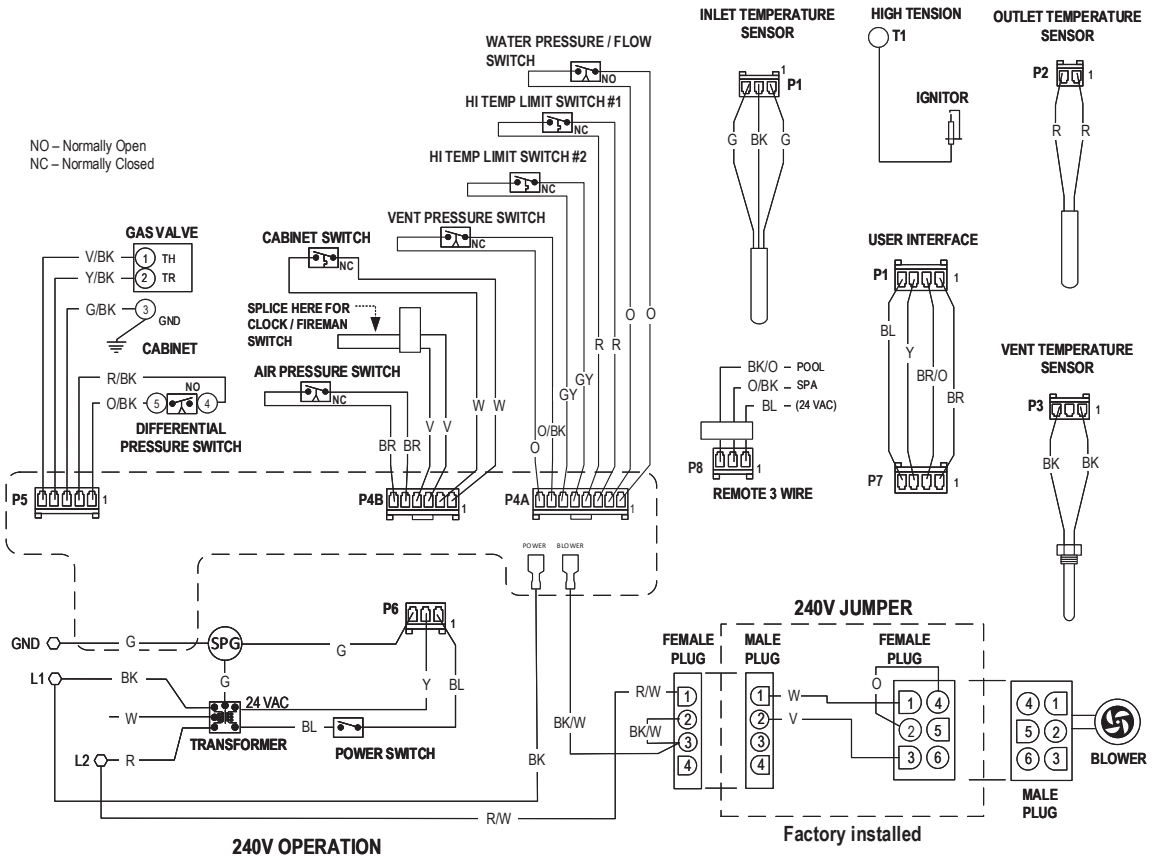 INLET TEMPERATURE
SENSOR
1
P1
G
BK
G
HIGH TENSION
T1
IGNITOR
OUTLET TEMPERATURE
SENSOR
P2
1
R
R
WATER PRESSURE / FLOW
SWITCH
NO
HI TEMP LIMIT SWITCH #1
NC
HI TEMP LIMIT SWITCH #2
NC
VENT PRESSURE SWITCH
NC
NO – Normally Open
NC – Normally Closed
GAS VALVE
V/BK
1
TH
Y/BK
2
TR
G/BK
3
GND
CABINET
R/BK
NO
O/BK
5
4
DIFFERENTIAL
PRESSURE SWITCH
CABINET SWITCH
NC
SPLICE HERE FOR
CLOCK / FIREMAN
SWITCH
AIR PRESSURE SWITCH
NC
BR
BR
V
V
W
W
O
O/BK
GY
GY
R
R
O
O
USER INTERFACE
P1
1
BL
Y
BR/O
BR
P7
1
BK/O – POOL
O/BK – SPA
BL – (24 VAC)
P8
1
REMOTE 3 WIRE
VENT TEMPERATURE
SENSOR
P3
1
BK
BK
P5
1
P4B
1
P4A
1
POWER
BLOWER
P6
1
GND
G
SPG
G
G
Y
BL
L1
BK
24 VAC
W
BL
TRANSFORMER
POWER SWITCH
L2
R
BK
BK/W
R/W
R/W
BK/W
FEMALE
PLUG
1
2
3
4
240V JUMPER
MALE
PLUG
1
2
3
4
W
V
FEMALE
PLUG
O
1
4
2
5
3
6
4
1
5
2
6
3
MALE
PLUG
BLOWER
Factory installed
240V OPERATION